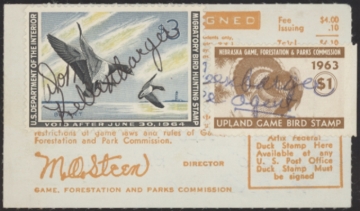 SIGNED
Fee $4.00
Issuing .10
U.S. DEPARTMENT OF THE INTERIOR
MIGRATORY BIRD HUNTING STAMP
VOID AFTER JUNE 30, 1964
NEBRASKA GAME, FORESTATION & PARKS COMMISSION
1963
$1
UPLAND GAME BIRD STAMP
restrictions of game laws and rules of
Forestation and Parks Commission.
M.O. Steen
DIRECTOR
GAME, FORESTATION AND PARKS COMMISSION
Affix Federal
Duck Stamp Here
Available at any
U. S. Post Office
Duck Stamp Must
be Signed